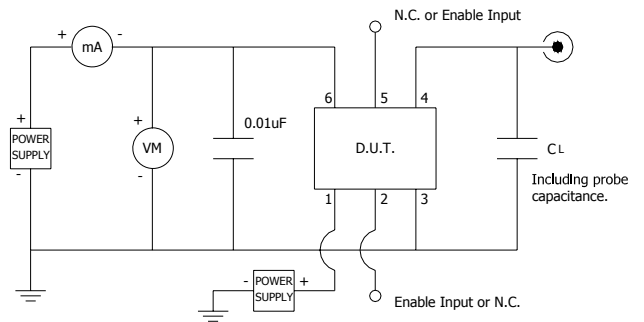 N.C. or Enable Input
+ mA -
6 5 4
+
POWER
SUPPLY
-
+
VM
-
0.01uF
D.U.T.
CL
Including probe
capacitance.
1 2 3
- POWER
SUPPLY +
Enable Input or N.C.